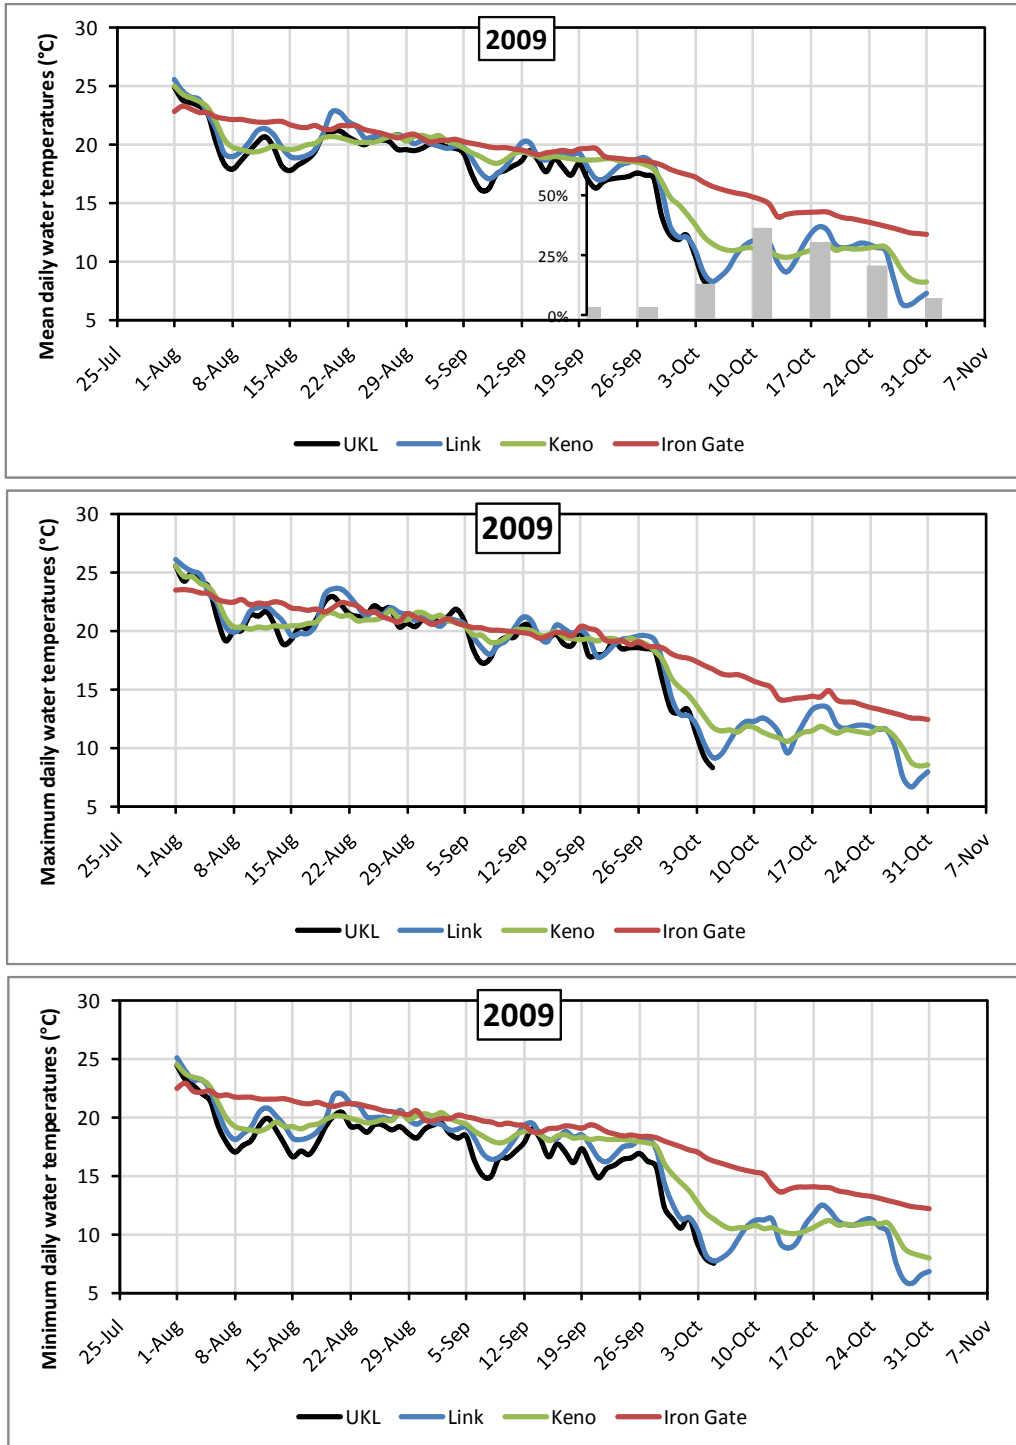 2009
Mean daily water temperatures (°C)
30
25
20
15
10
5
50%
25%
0%
25-Jul
1-Aug
8-Aug
15-Aug
22-Aug
29-Aug
5-Sep
12-Sep
19-Sep
26-Sep
3-Oct
10-Oct
17-Oct
24-Oct
31-Oct
7-Nov
UKL Link Keno Iron Gate
2009
Maximum daily water temperatures (°C)
30
25
20
15
10
5
25-Jul
1-Aug
8-Aug
15-Aug
22-Aug
29-Aug
5-Sep
12-Sep
19-Sep
26-Sep
3-Oct
10-Oct
17-Oct
24-Oct
31-Oct
7-Nov
UKL Link Keno Iron Gate
2009
Minimum daily water temperatures (°C)
30
25
20
15
10
5
25-Jul
1-Aug
8-Aug
15-Aug
22-Aug
29-Aug
5-Sep
12-Sep
19-Sep
26-Sep
3-Oct
10-Oct
17-Oct
24-Oct
31-Oct
7-Nov
UKL Link Keno Iron Gate